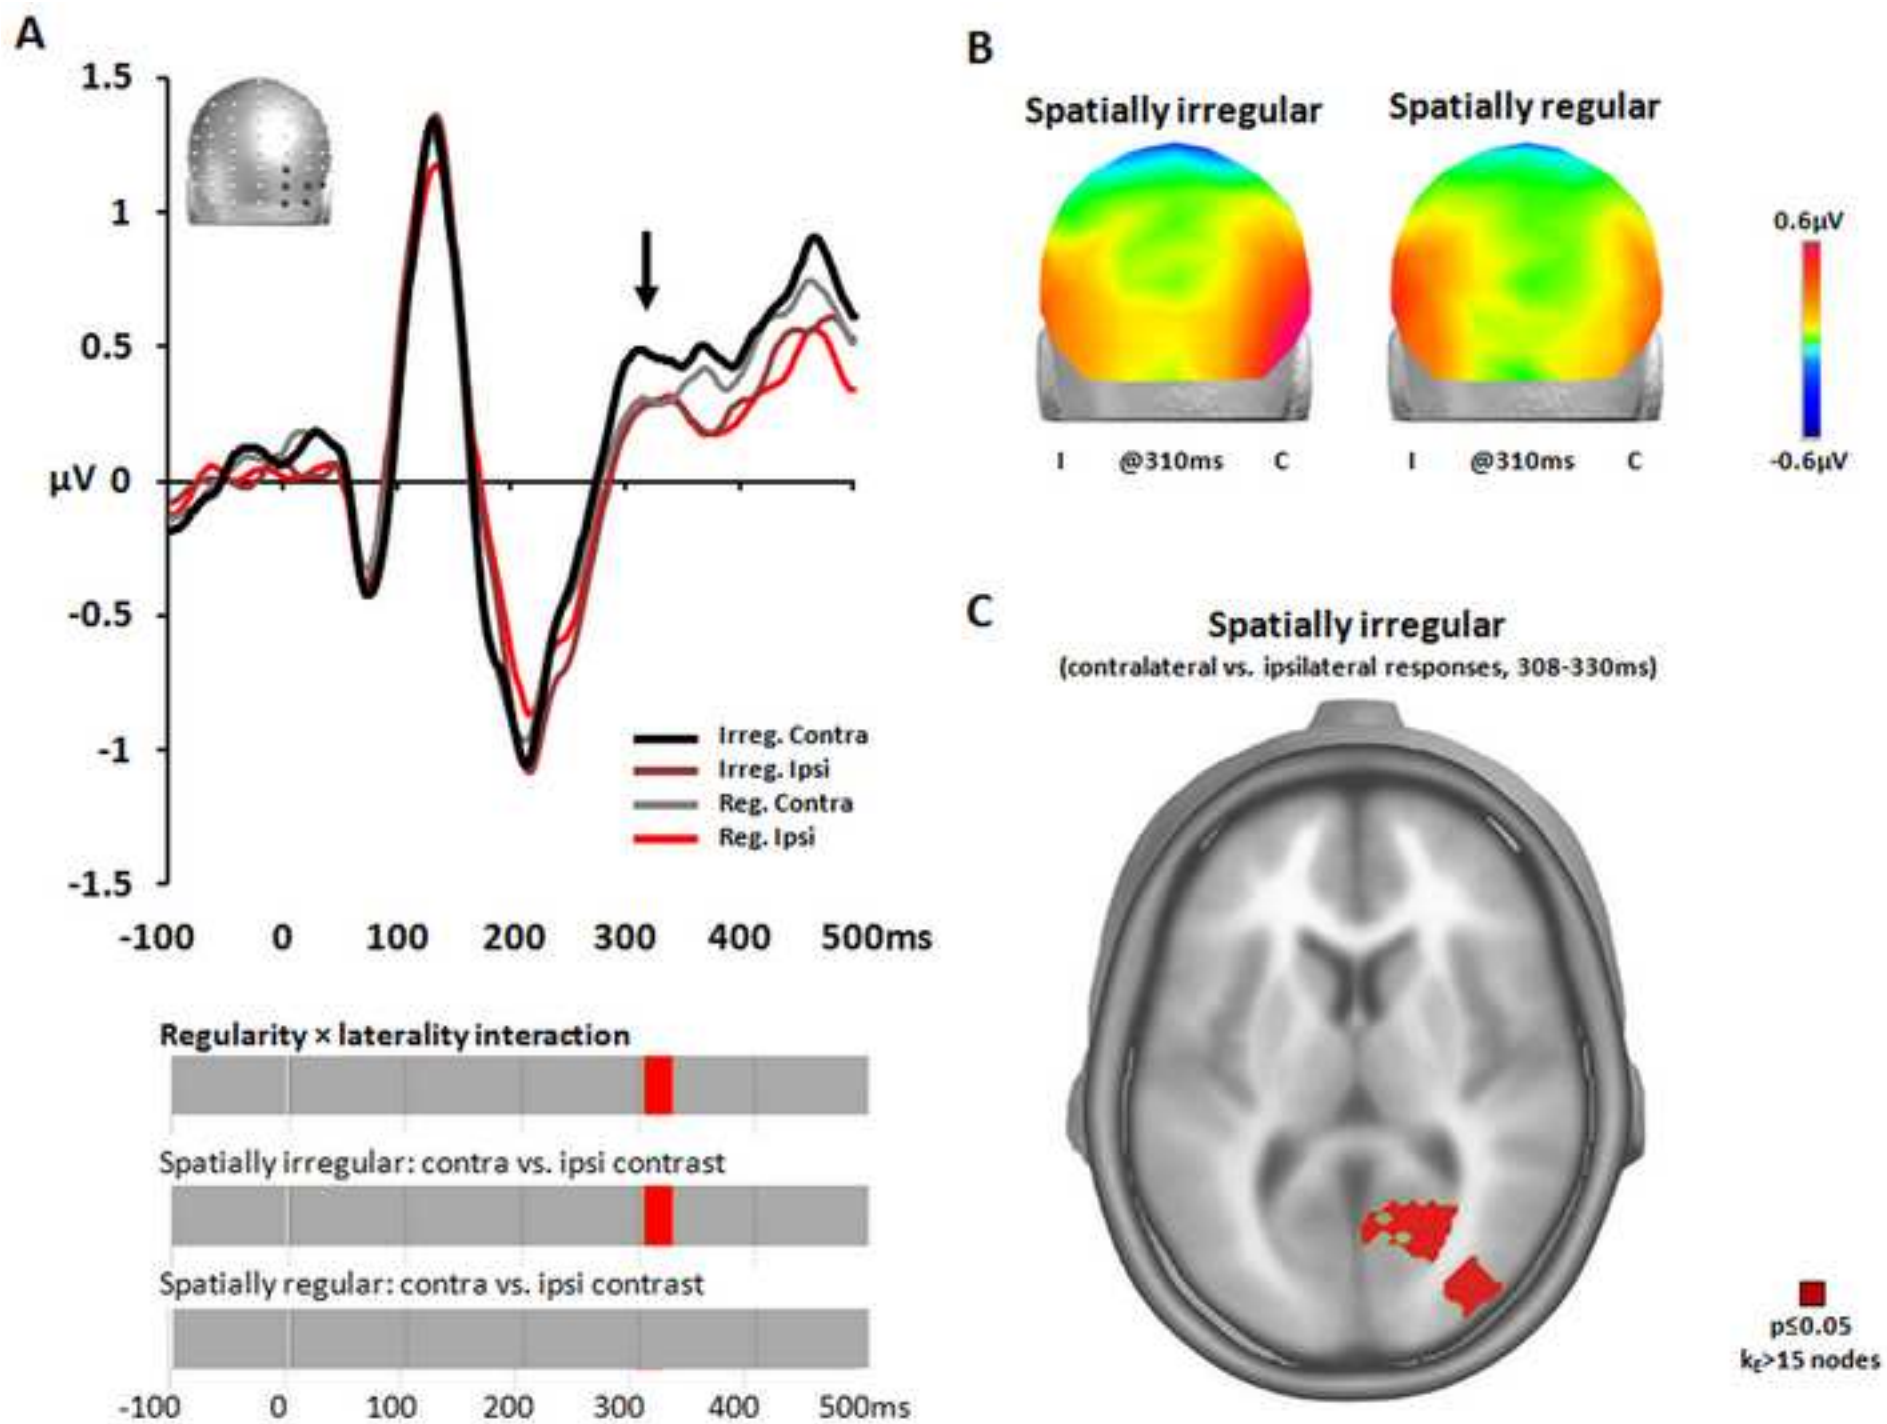 A
1.5
1
0.5
µV 0
-0.5
-1
-1.5
-100 0 100 200 300 400 500ms
Irreg. Contra
Irreg. Ipsi
Reg. Contra
Reg. Ipsi
Regularity × laterality interaction
Spatially irregular: contra vs. ipsi contrast
Spatially regular: contra vs. ipsi contrast
-100 0 100 200 300 400 500ms
B
Spatially irregular Spatially regular
0.6µV
-0.6µV
I @310ms C I @310ms C
C
Spatially irregular
(contralateral vs. ipsilateral responses, 308-330ms)
p≤0.05
kE>15 nodes